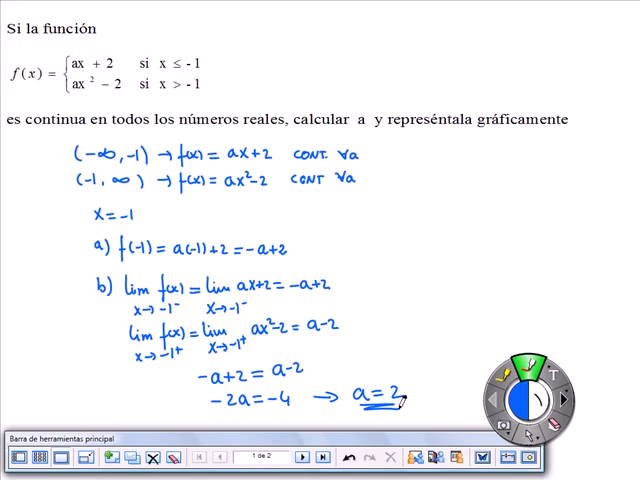 Si la función
f(x) = { ax + 2 si x ≤ -1
ax² − 2 si x > -1
es continua en todos los números reales, calcular a y represéntala gráficamente
(-∞, -1) → f(x) = ax+2 CONT. ∀a
(-1, ∞) → f(x) = ax²-2 CONT ∀a
x = -1
a) f(-1) = a(-1)+2 = -a+2
b) lim f(x) = lim ax+2 = -a+2
x→-1⁻ x→-1⁻
lim f(x) = lim ax²-2 = a-2
x→-1⁺ x→-1⁺
-a+2 = a-2
-2a = -4 → a = 2
T
Barra de herramientas principal
1 de 2